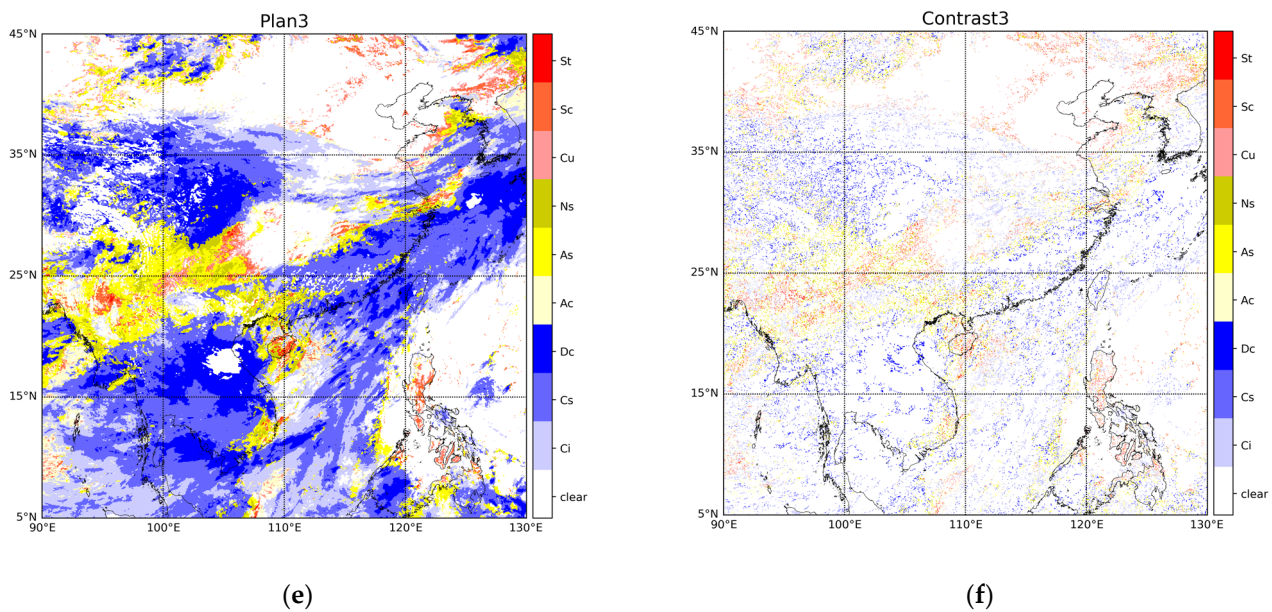 Plan3
45°N
35°N
25°N
15°N
5°N
90°E
100°E
110°E
120°E
130°E
St
Sc
Cu
Ns
As
Ac
Dc
Cs
Ci
clear
(e)
Contrast3
45°N
35°N
25°N
15°N
5°N
90°E
100°E
110°E
120°E
130°E
St
Sc
Cu
Ns
As
Ac
Dc
Cs
Ci
clear
(f)